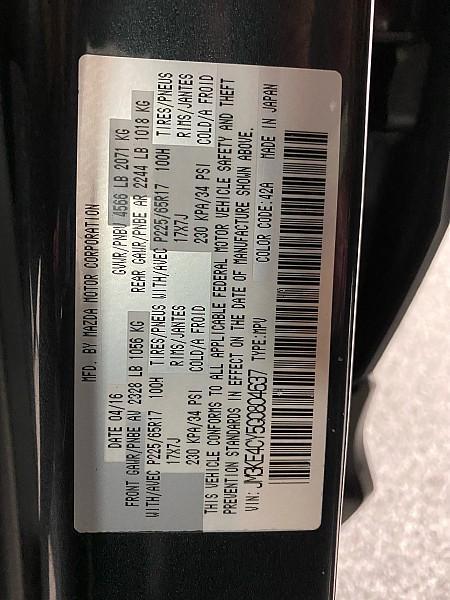 MFD. BY MAZDA MOTOR CORPORATION
DATE 04/16 GVWR/PNBV 4566 LB 2071 KG
FRONT GAWR/PNBE AV 2328 LB 1056 KG REAR GAWR/PNBE AR 2244 LB 1018 KG
WITH/AVEC P225/65R17 100H TIRES/PNEUS WITH/AVEC P225/65R17 100H TIRES/PNEUS
17X7J RIMS/JANTES 17X7J RIMS/JANTES
230 KPA/34 PSI COLD/A FROID 230 KPA/34 PSI COLD/A FROID
THIS VEHICLE CONFORMS TO ALL APPLICABLE FEDERAL MOTOR VEHICLE SAFETY AND THEFT
PREVENTION STANDARDS IN EFFECT ON THE DATE OF MANUFACTURE SHOWN ABOVE.
VIN: JM3KE4CY5G0804637 TYPE:MPV COLOR CODE:42A MADE IN JAPAN